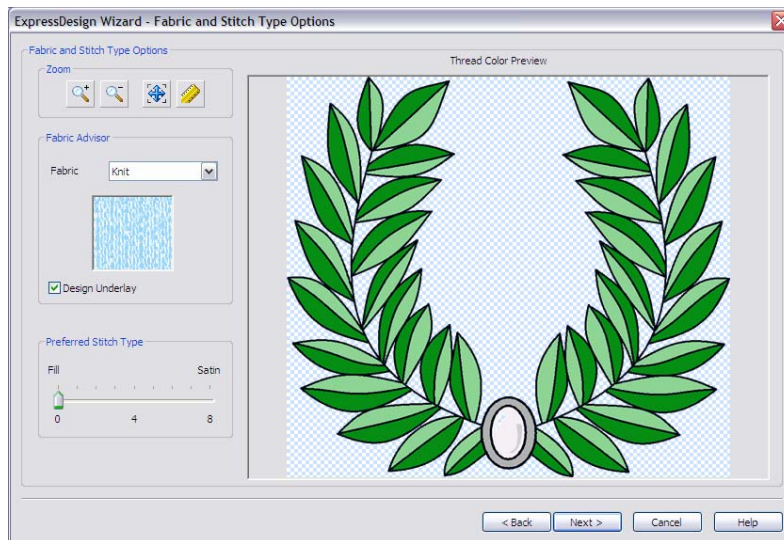 ExpressDesign Wizard - Fabric and Stitch Type Options
Fabric and Stitch Type Options
Zoom
Thread Color Preview
Fabric Advisor
Fabric Knit
Design Underlay
Preferred Stitch Type
Fill Satin
0 4 8
< Back Next > Cancel Help